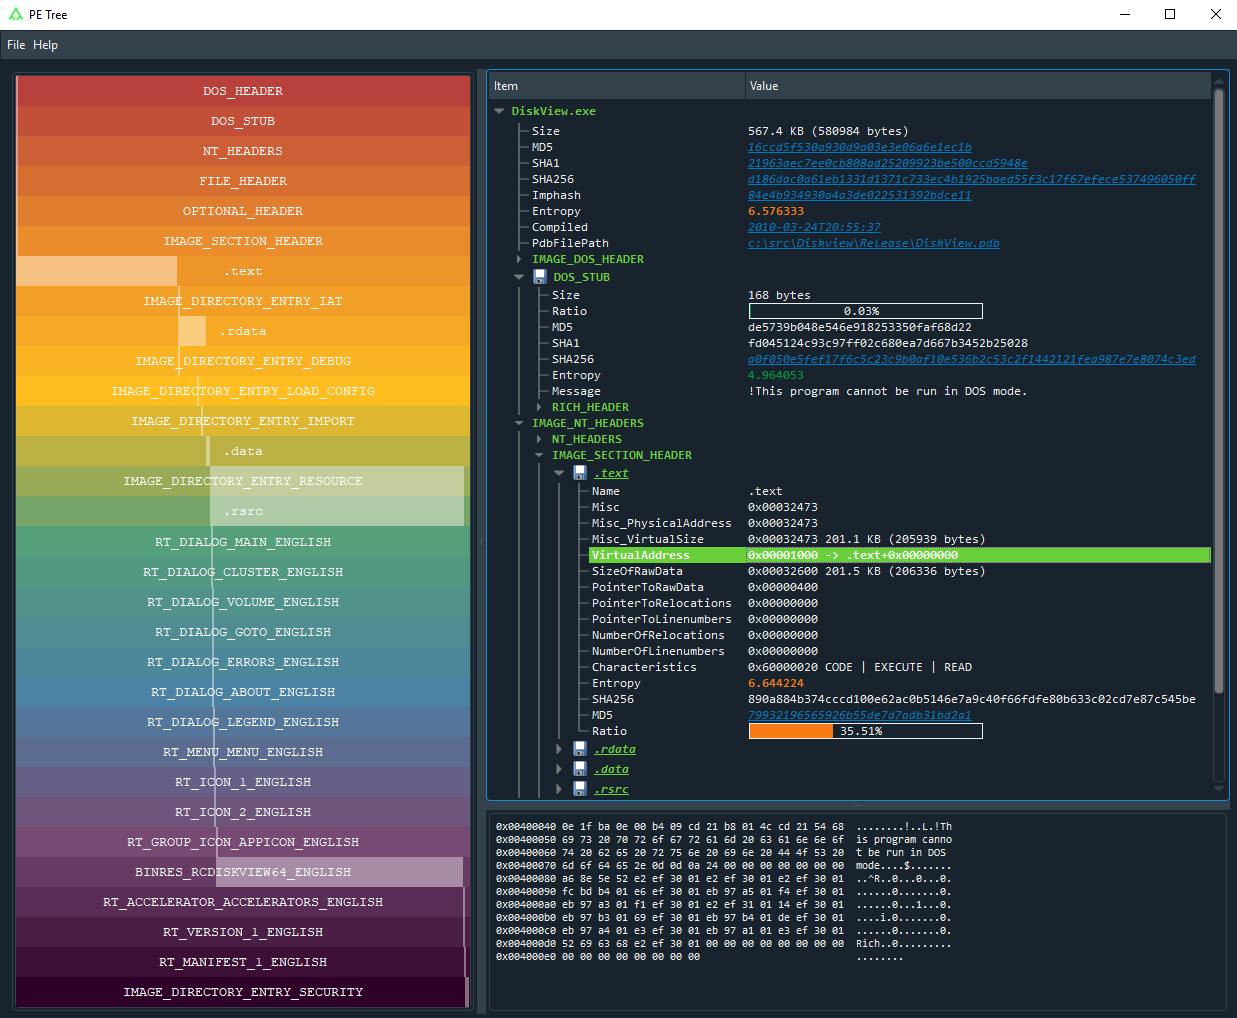 PE Tree
File Help
DOS_HEADER
DOS_STUB
NT_HEADERS
FILE_HEADER
OPTIONAL_HEADER
IMAGE_SECTION_HEADER
.text
IMAGE_DIRECTORY_ENTRY_IAT
.rdata
IMAGE_DIRECTORY_ENTRY_DEBUG
IMAGE_DIRECTORY_ENTRY_LOAD_CONFIG
IMAGE_DIRECTORY_ENTRY_IMPORT
.data
IMAGE_DIRECTORY_ENTRY_RESOURCE
.rsrc
RT_DIALOG_MAIN_ENGLISH
RT_DIALOG_CLUSTER_ENGLISH
RT_DIALOG_VOLUME_ENGLISH
RT_DIALOG_GOTO_ENGLISH
RT_DIALOG_ERRORS_ENGLISH
RT_DIALOG_ABOUT_ENGLISH
RT_DIALOG_LEGEND_ENGLISH
RT_MENU_MENU_ENGLISH
RT_ICON_1_ENGLISH
RT_ICON_2_ENGLISH
RT_GROUP_ICON_APPICON_ENGLISH
BINRES_RCDISKVIEW64_ENGLISH
RT_ACCELERATOR_ACCELERATORS_ENGLISH
RT_VERSION_1_ENGLISH
RT_MANIFEST_1_ENGLISH
IMAGE_DIRECTORY_ENTRY_SECURITY
Item Value
DiskView.exe
Size 567.4 KB (580984 bytes)
MD5 16ccd5f530a930d9a03e3e06a6e1ec1b
SHA1 21963aec7ee0cb808ad25209923be500ccd5948e
SHA256 d186dac0a61eb1331d1371c733ec4b1925baed55f3c17f67efece537496050ff
Imphash 84e4b934930a4a3de022531392bdce11
Entropy 6.576333
Compiled 2010-03-24T20:55:37
PdbFilePath c:\src\Diskview\Release\DiskView.pdb
IMAGE_DOS_HEADER
DOS_STUB
Size 168 bytes
Ratio 0.03%
MD5 de5739b048e546e918253350faf68d22
SHA1 fd045124c93c97ff02c680ea7d667b3452b25028
SHA256 a0f050e5fef17f6c5c23c9b0af10e536b2c53c2f1442121fea987e7e8074c3ed
Entropy 4.964053
Message !This program cannot be run in DOS mode.
RICH_HEADER
IMAGE_NT_HEADERS
NT_HEADERS
IMAGE_SECTION_HEADER
.text
Name .text
Misc 0x00032473
Misc_PhysicalAddress 0x00032473
Misc_VirtualSize 0x00032473 201.1 KB (205939 bytes)
VirtualAddress 0x00001000 -> .text+0x00000000
SizeOfRawData 0x00032600 201.5 KB (206336 bytes)
PointerToRawData 0x00000400
PointerToRelocations 0x00000000
PointerToLinenumbers 0x00000000
NumberOfRelocations 0x00000000
NumberOfLinenumbers 0x00000000
Characteristics 0x60000020 CODE | EXECUTE | READ
Entropy 6.644224
SHA256 890a884b374cccd100e62ac0b5146e7a9c40f66fdfe80b633c02cd7e87c545be
MD5 79932196565926b55de7d7adb31bd2a1
Ratio 35.51%
.rdata
.data
.rsrc
0x00400040 0e 1f ba 0e 00 b4 09 cd 21 b8 01 4c cd 21 54 68 ........!..L.!Th
0x00400050 69 73 20 70 72 6f 67 72 61 6d 20 63 61 6e 6e 6f is program canno
0x00400060 74 20 62 65 20 72 75 6e 20 69 6e 20 44 4f 53 20 t be run in DOS
0x00400070 6d 6f 64 65 2e 0d 0d 0a 24 00 00 00 00 00 00 00 mode....$.......
0x00400080 a6 8e 5e 52 e2 ef 30 01 e2 ef 30 01 e2 ef 30 01 ..^R..0...0...0.
0x00400090 fc bd b4 01 e6 ef 30 01 eb 97 a5 01 f4 ef 30 01 ......0.......0.
0x004000a0 eb 97 a3 01 f1 ef 30 01 e2 ef 31 01 14 ef 30 01 ......0...1...0.
0x004000b0 eb 97 b3 01 69 ef 30 01 eb 97 b4 01 de ef 30 01 ....i.0.......0.
0x004000c0 eb 97 a4 01 e3 ef 30 01 eb 97 a1 01 e3 ef 30 01 ......0.......0.
0x004000d0 52 69 63 68 e2 ef 30 01 00 00 00 00 00 00 00 00 Rich..0.........
0x004000e0 00 00 00 00 00 00 00 00 ........